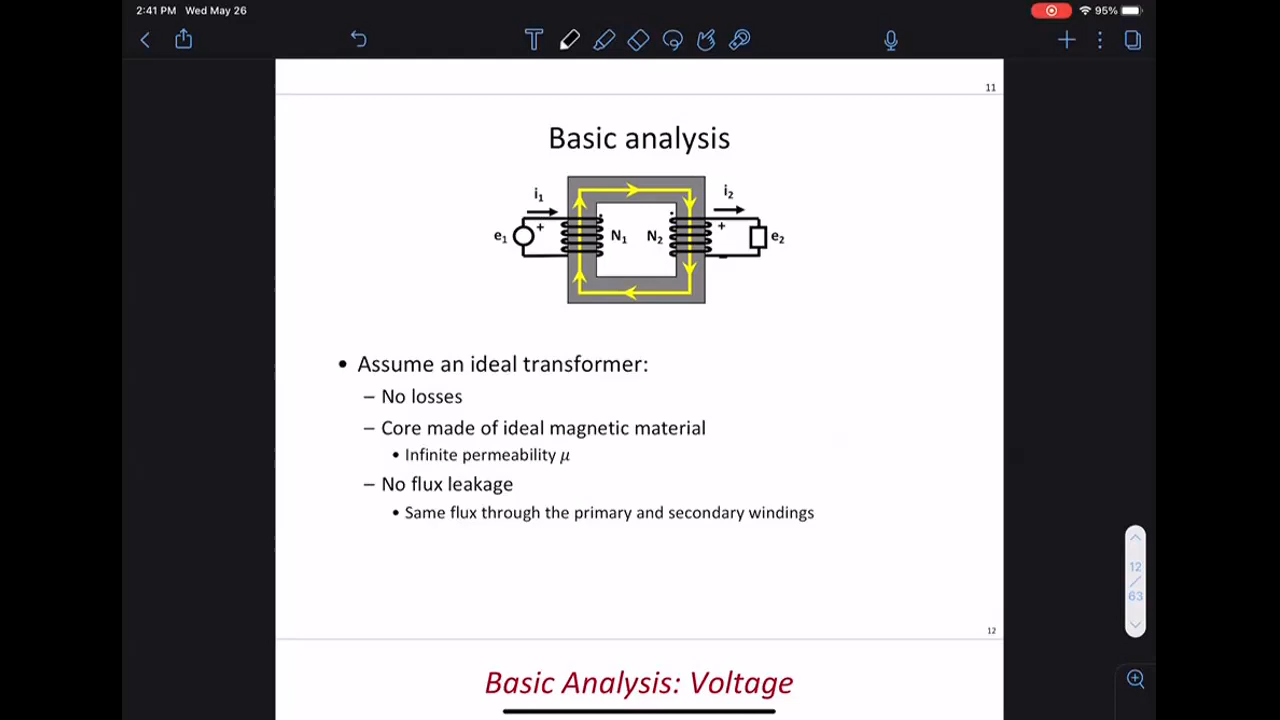 2:41 PM Wed May 26
95%
T
11
Basic analysis
i1
i2
+
+
e1
N1
N2
e2
• Assume an ideal transformer:
– No losses
– Core made of ideal magnetic material
• Infinite permeability μ
– No flux leakage
• Same flux through the primary and secondary windings
12
/
63
12
Basic Analysis: Voltage